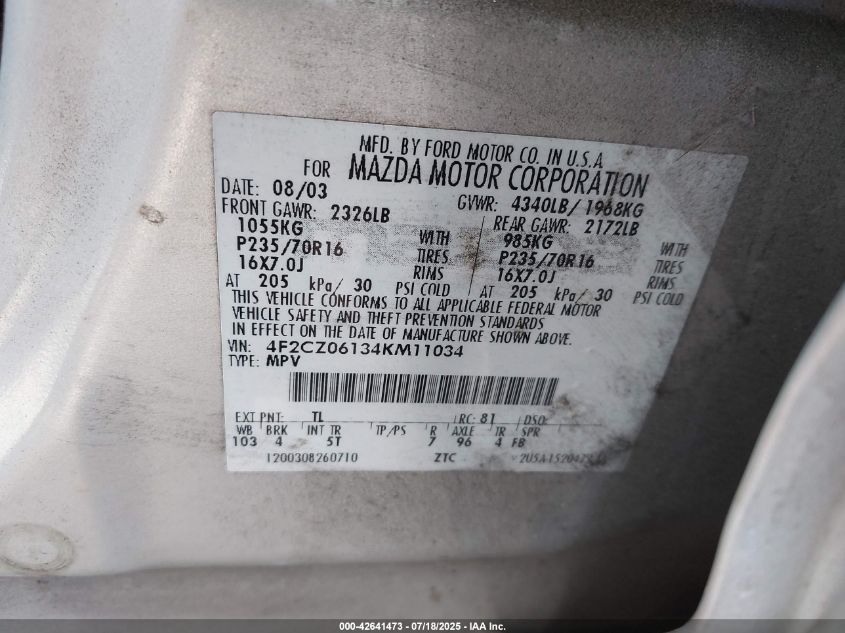 MFD. BY FORD MOTOR CO. IN U.S.A.
FOR MAZDA MOTOR CORPORATION
DATE: 08/03 GVWR: 4340LB/ 1968KG
FRONT GAWR: 2326LB REAR GAWR: 2172LB
1055KG WITH 985KG WITH
P235/70R16 TIRES P235/70R16 TIRES
16X7.0J RIMS 16X7.0J RIMS
AT 205 kPa/ 30 PSI COLD AT 205 kPa/ 30 PSI COLD
THIS VEHICLE CONFORMS TO ALL APPLICABLE FEDERAL MOTOR
VEHICLE SAFETY AND THEFT PREVENTION STANDARDS
IN EFFECT ON THE DATE OF MANUFACTURE SHOWN ABOVE.
VIN: 4F2CZ06134KM11034
TYPE: MPV
EXT PNT: TL RC: 81 DSO:
WB BRK INT TR TP/PS R AXLE TR SPR
103 4 5T 7 96 4 FB
1200308260710 ZTC
000-42641473 - 07/18/2025 - IAA Inc.